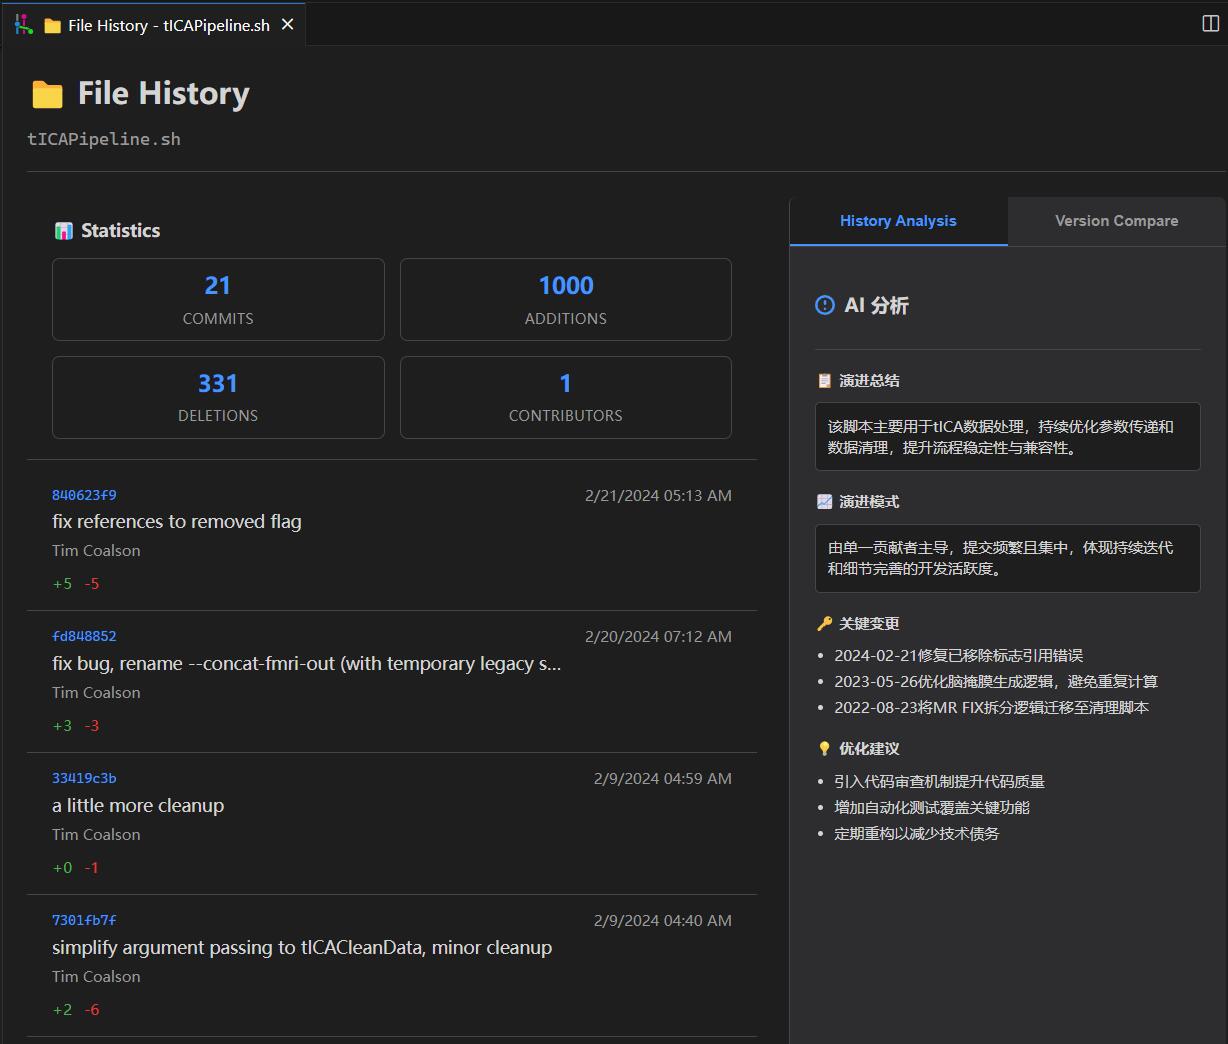 File History - tICAPipeline.sh
File History
tICAPipeline.sh
Statistics
21
COMMITS
1000
ADDITIONS
331
DELETIONS
1
CONTRIBUTORS
840623f9
2/21/2024 05:13 AM
fix references to removed flag
Tim Coalson
+5 -5
fd848852
2/20/2024 07:12 AM
fix bug, rename --concat-fmri-out (with temporary legacy s...
Tim Coalson
+3 -3
33419c3b
2/9/2024 04:59 AM
a little more cleanup
Tim Coalson
+0 -1
7301fb7f
2/9/2024 04:40 AM
simplify argument passing to tICACleanData, minor cleanup
Tim Coalson
+2 -6
History Analysis
Version Compare
AI 分析
演进总结
该脚本主要用于tICA数据处理，持续优化参数传递和
数据清理，提升流程稳定性与兼容性。
演进模式
由单一贡献者主导，提交频繁且集中，体现持续迭代
和细节完善的开发活跃度。
关键变更
• 2024-02-21修复已移除标志引用错误
• 2023-05-26优化脑掩膜生成逻辑，避免重复计算
• 2022-08-23将MR FIX拆分逻辑迁移至清理脚本
优化建议
• 引入代码审查机制提升代码质量
• 增加自动化测试覆盖关键功能
• 定期重构以减少技术债务